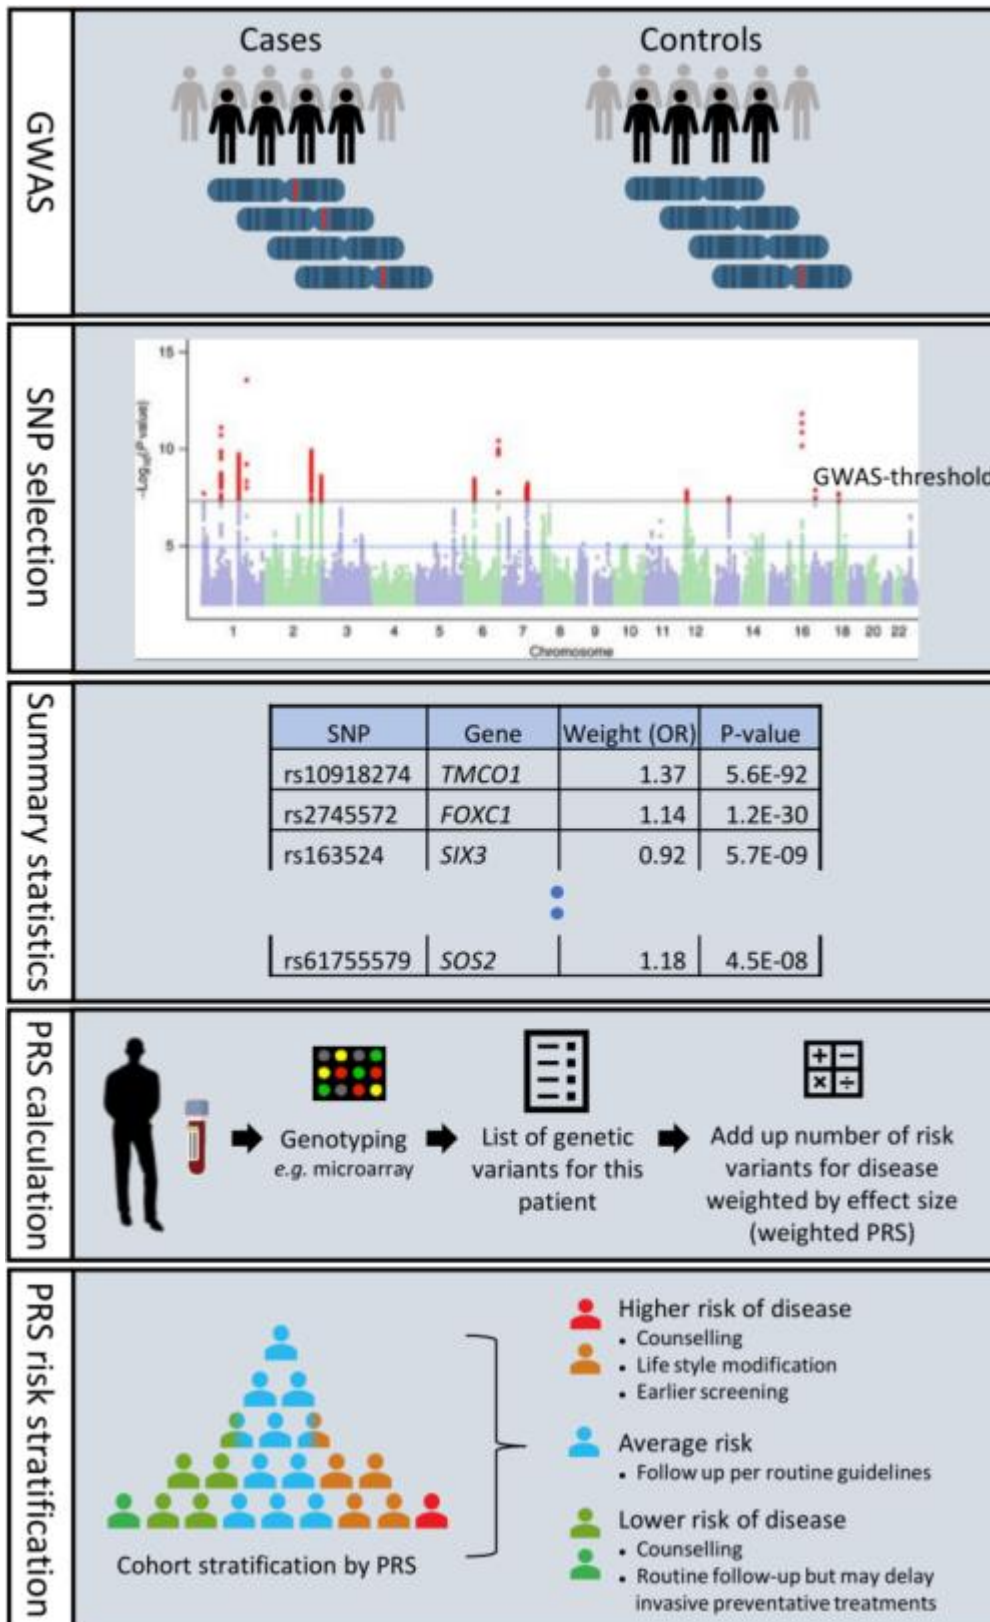 GWAS
Cases
Controls
SNP selection
15
10
5
-Log10(P value)
GWAS-threshold
1 2 3 4 5 6 7 8 9 10 11 12 14 16 18 20 22
Chromosome
Summary statistics
SNP Gene Weight (OR) P-value
rs10918274 TMCO1 1.37 5.6E-92
rs2745572 FOXC1 1.14 1.2E-30
rs163524 SIX3 0.92 5.7E-09
rs61755579 SOS2 1.18 4.5E-08
PRS calculation
Genotyping
e.g. microarray
List of genetic
variants for this
patient
+ −
× ÷
Add up number of risk
variants for disease
weighted by effect size
(weighted PRS)
PRS risk stratification
Cohort stratification by PRS
Higher risk of disease
• Counselling
• Life style modification
• Earlier screening
Average risk
• Follow up per routine guidelines
Lower risk of disease
• Counselling
• Routine follow-up but may delay
invasive preventative treatments